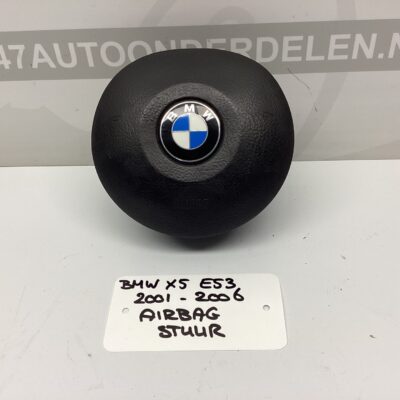 47AUTOONDERDELEN.N
BMW
BMW X5 E53
2001 - 2006
AIRBAG
STUUR